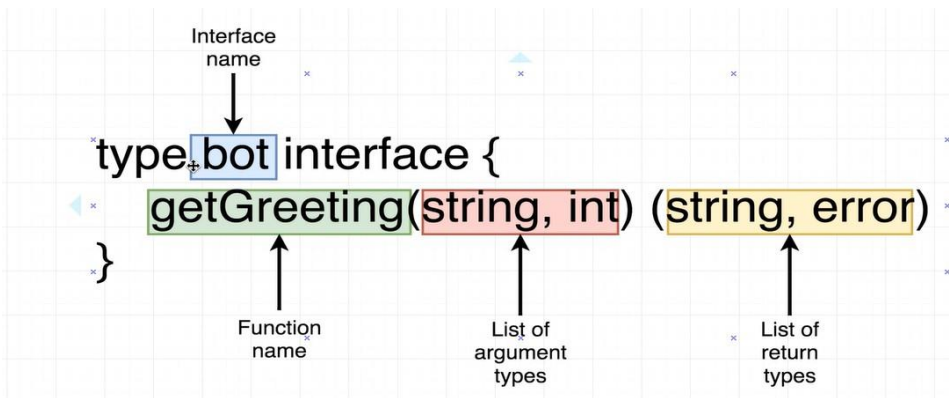 Interface
name
type bot interface {
getGreeting(string, int) (string, error)
}
Function
name
List of
argument
types
List of
return
types